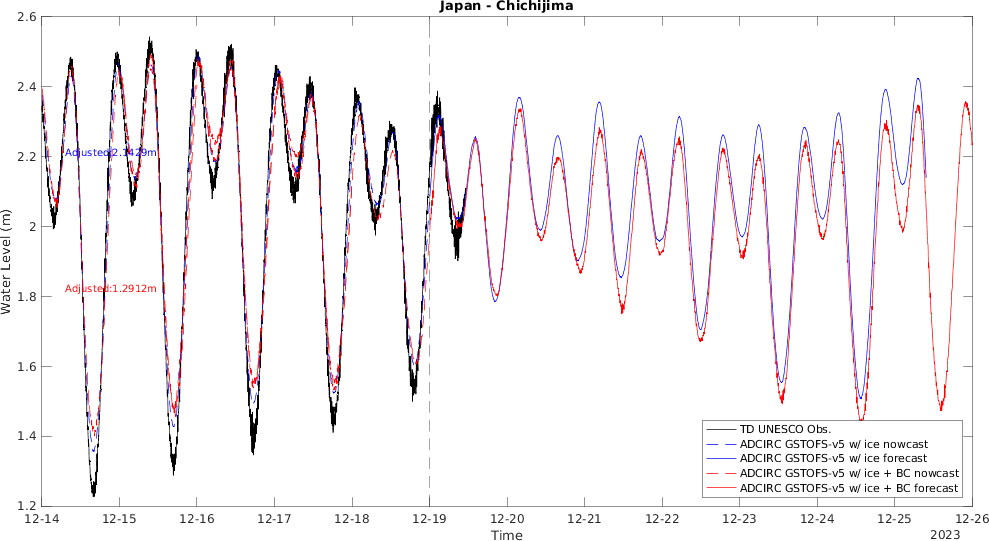 Japan - Chichijima
2.6
2.4
2.2
2
1.8
1.6
1.4
1.2
Water Level (m)
Adjusted:2.1429m
Adjusted:1.2912m
TD UNESCO Obs.
ADCIRC GSTOFS-v5 w/ ice nowcast
ADCIRC GSTOFS-v5 w/ ice forecast
ADCIRC GSTOFS-v5 w/ ice + BC nowcast
ADCIRC GSTOFS-v5 w/ ice + BC forecast
12-14 12-15 12-16 12-17 12-18 12-19 12-20 12-21 12-22 12-23 12-24 12-25 12-26
Time
2023